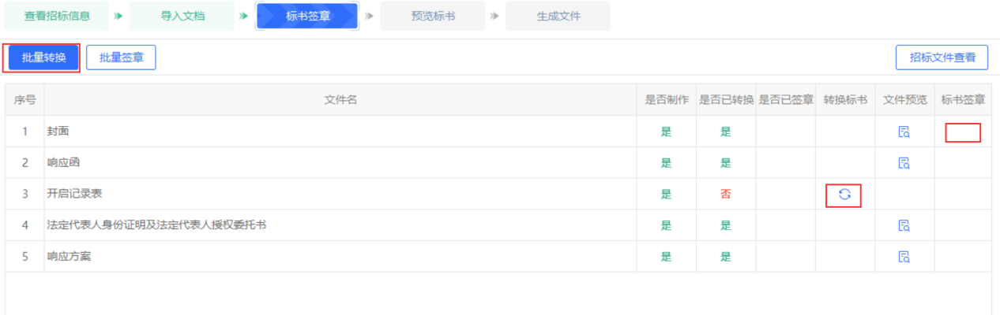 查看招标信息 导入文档 标书签章 预览标书 生成文件
批量转换 批量签章 招标文件查看
序号 文件名 是否制作 是否已转换 是否已签章 转换标书 文件预览 标书签章
1 封面 是 是
2 响应函 是 是
3 开启记录表 是 否
4 法定代表人身份证明及法定代表人授权委托书 是 是
5 响应方案 是 是